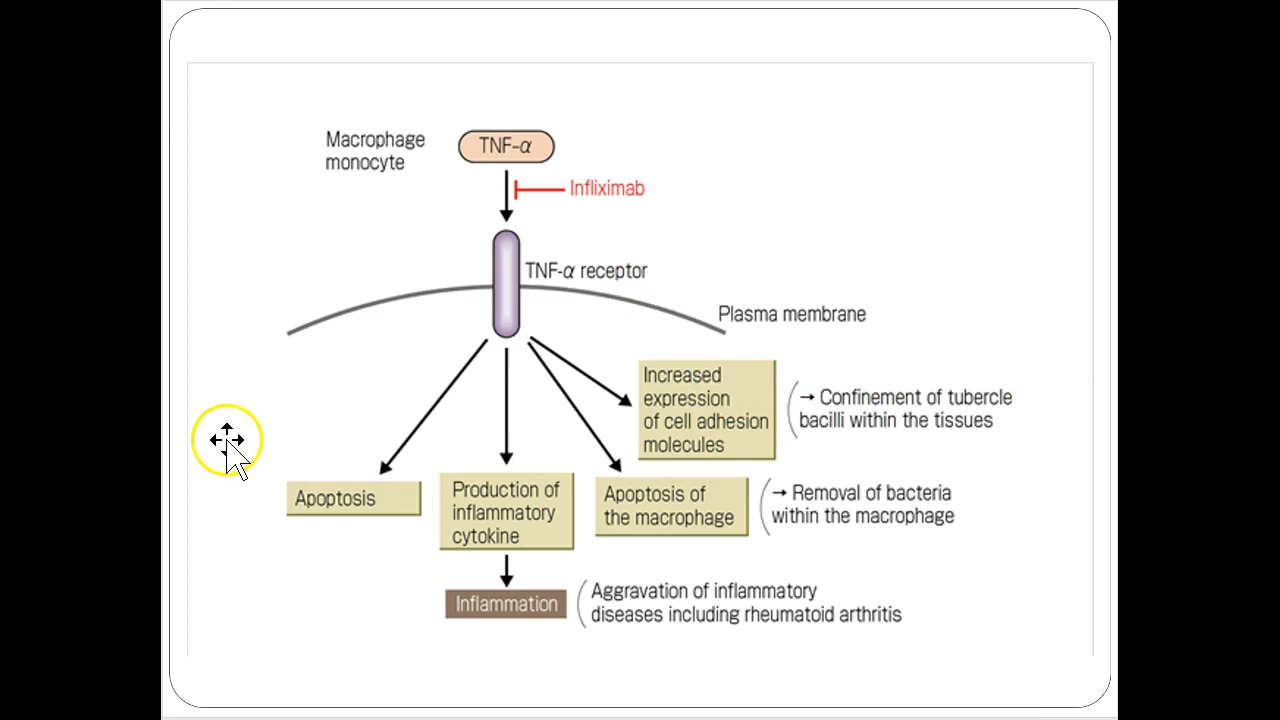 Macrophage
monocyte
TNF-α
Infliximab
TNF-α receptor
Plasma membrane
Increased
expression
of cell adhesion
molecules
→ Confinement of tubercle
bacilli within the tissues
Apoptosis
Production of
inflammatory
cytokine
Apoptosis of
the macrophage
→ Removal of bacteria
within the macrophage
Inflammation
Aggravation of inflammatory
diseases including rheumatoid arthritis